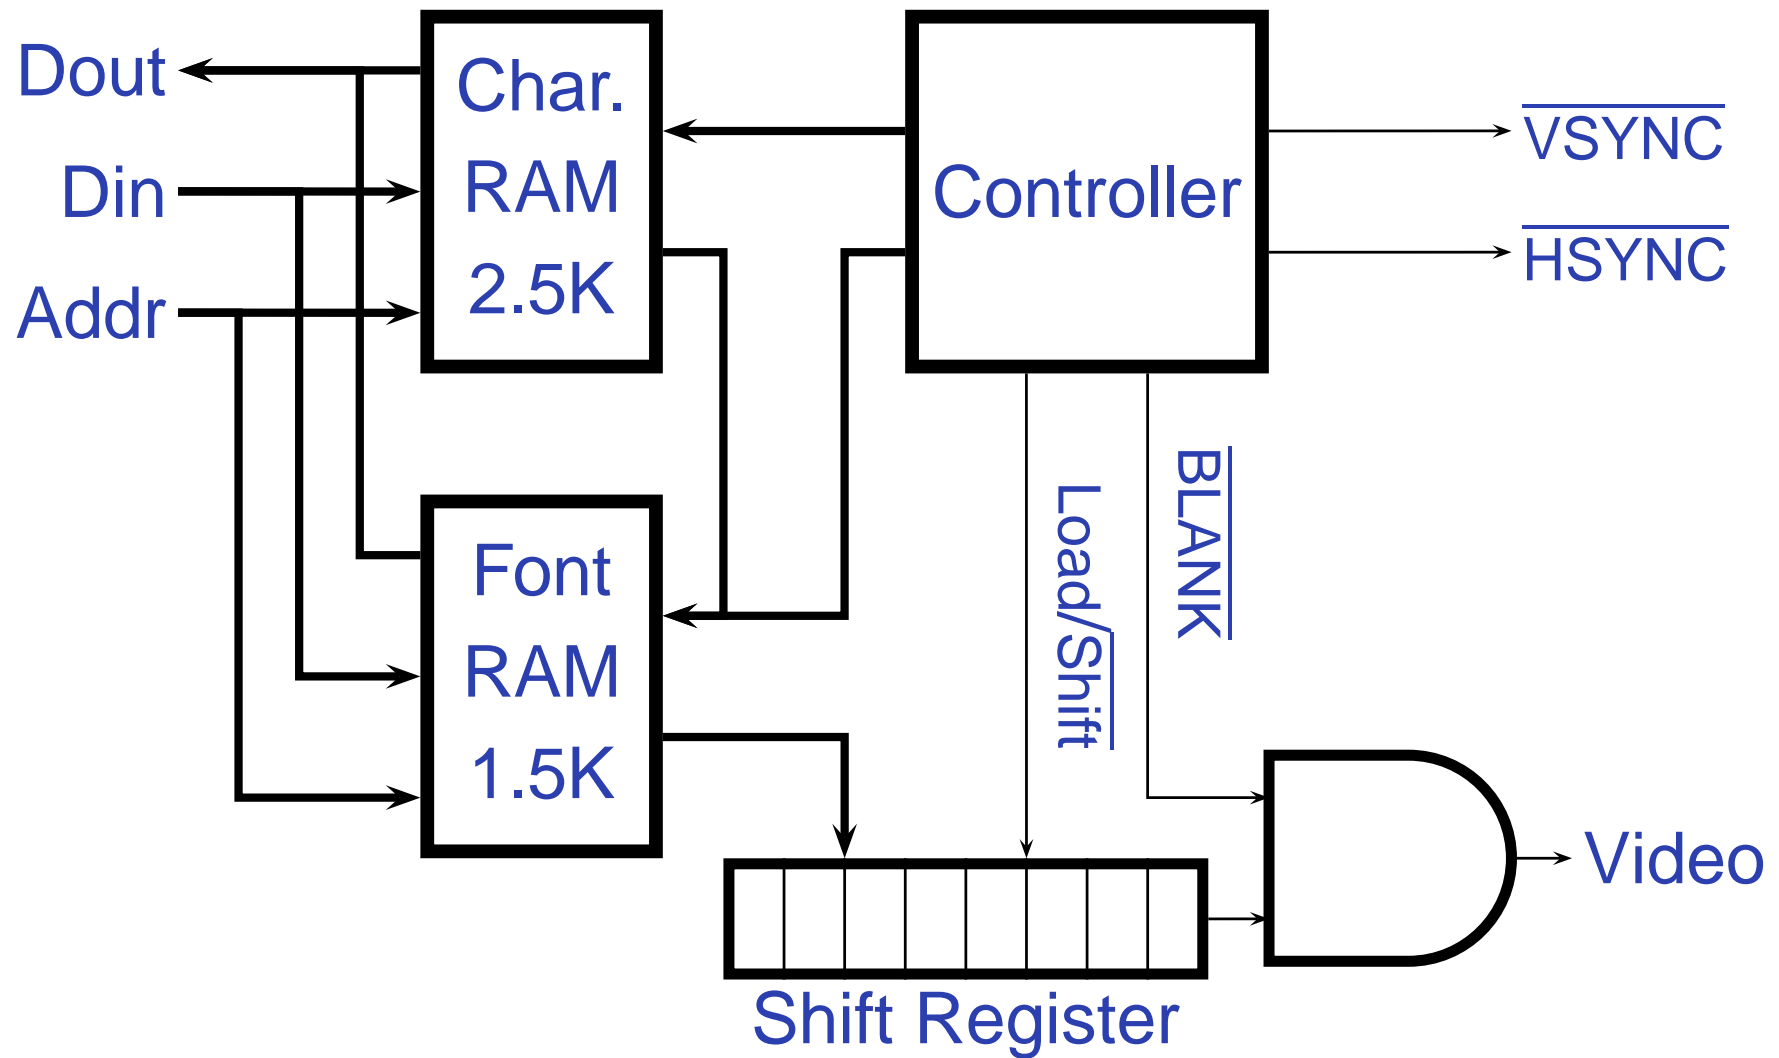 Dout
Din
Addr
Char.
RAM
2.5K
Controller
VSYNC
HSYNC
Font
RAM
1.5K
Load/Shift
BLANK
Shift Register
Video